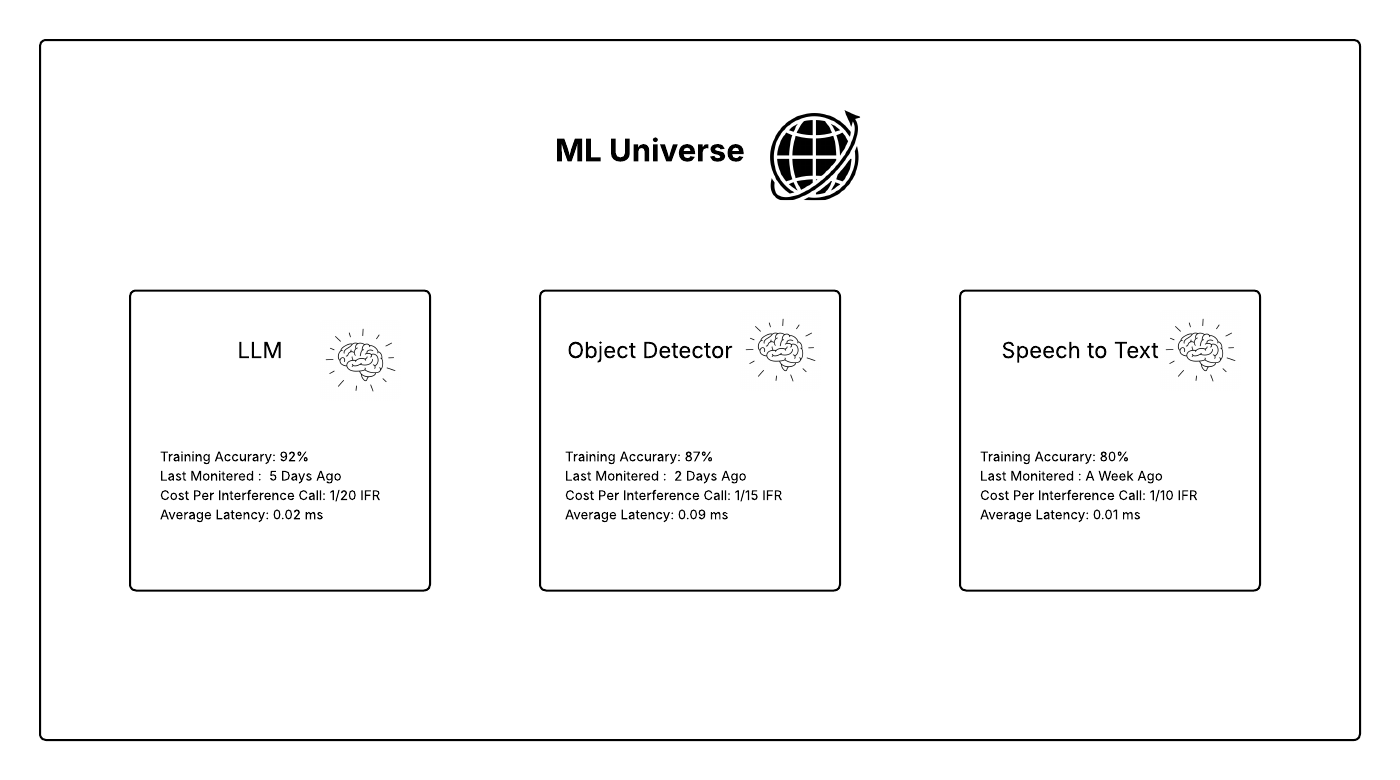 ML Universe
LLM
Training Accurary: 92%
Last Monitered :  5 Days Ago
Cost Per Interference Call: 1/20 IFR
Average Latency: 0.02 ms
Object Detector
Training Accurary: 87%
Last Monitered :  2 Days Ago
Cost Per Interference Call: 1/15 IFR
Average Latency: 0.09 ms
Speech to Text
Training Accurary: 80%
Last Monitered : A Week Ago
Cost Per Interference Call: 1/10 IFR
Average Latency: 0.01 ms